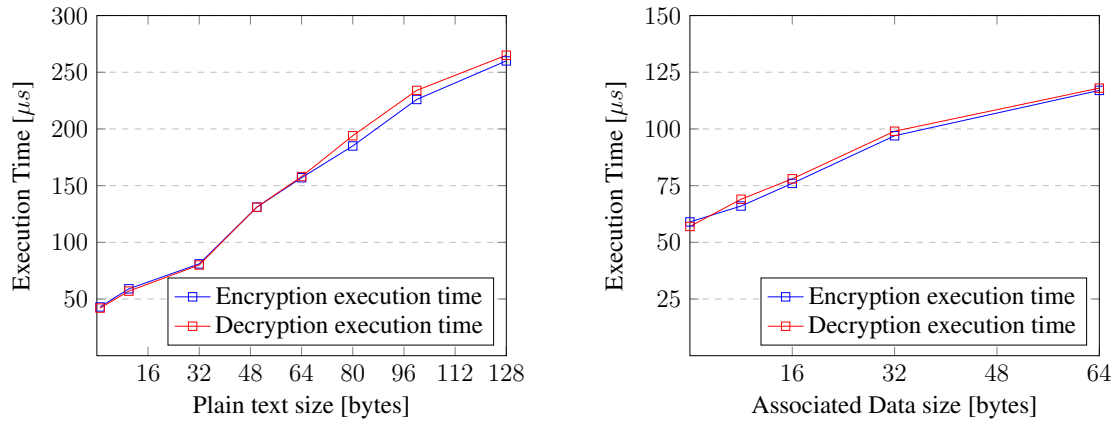 300
250
200
150
100
50
Execution Time [μs]
Encryption execution time
Decryption execution time
16 32 48 64 80 96 112 128
Plain text size [bytes]
150
125
100
75
50
25
Execution Time [μs]
Encryption execution time
Decryption execution time
16 32 48 64
Associated Data size [bytes]